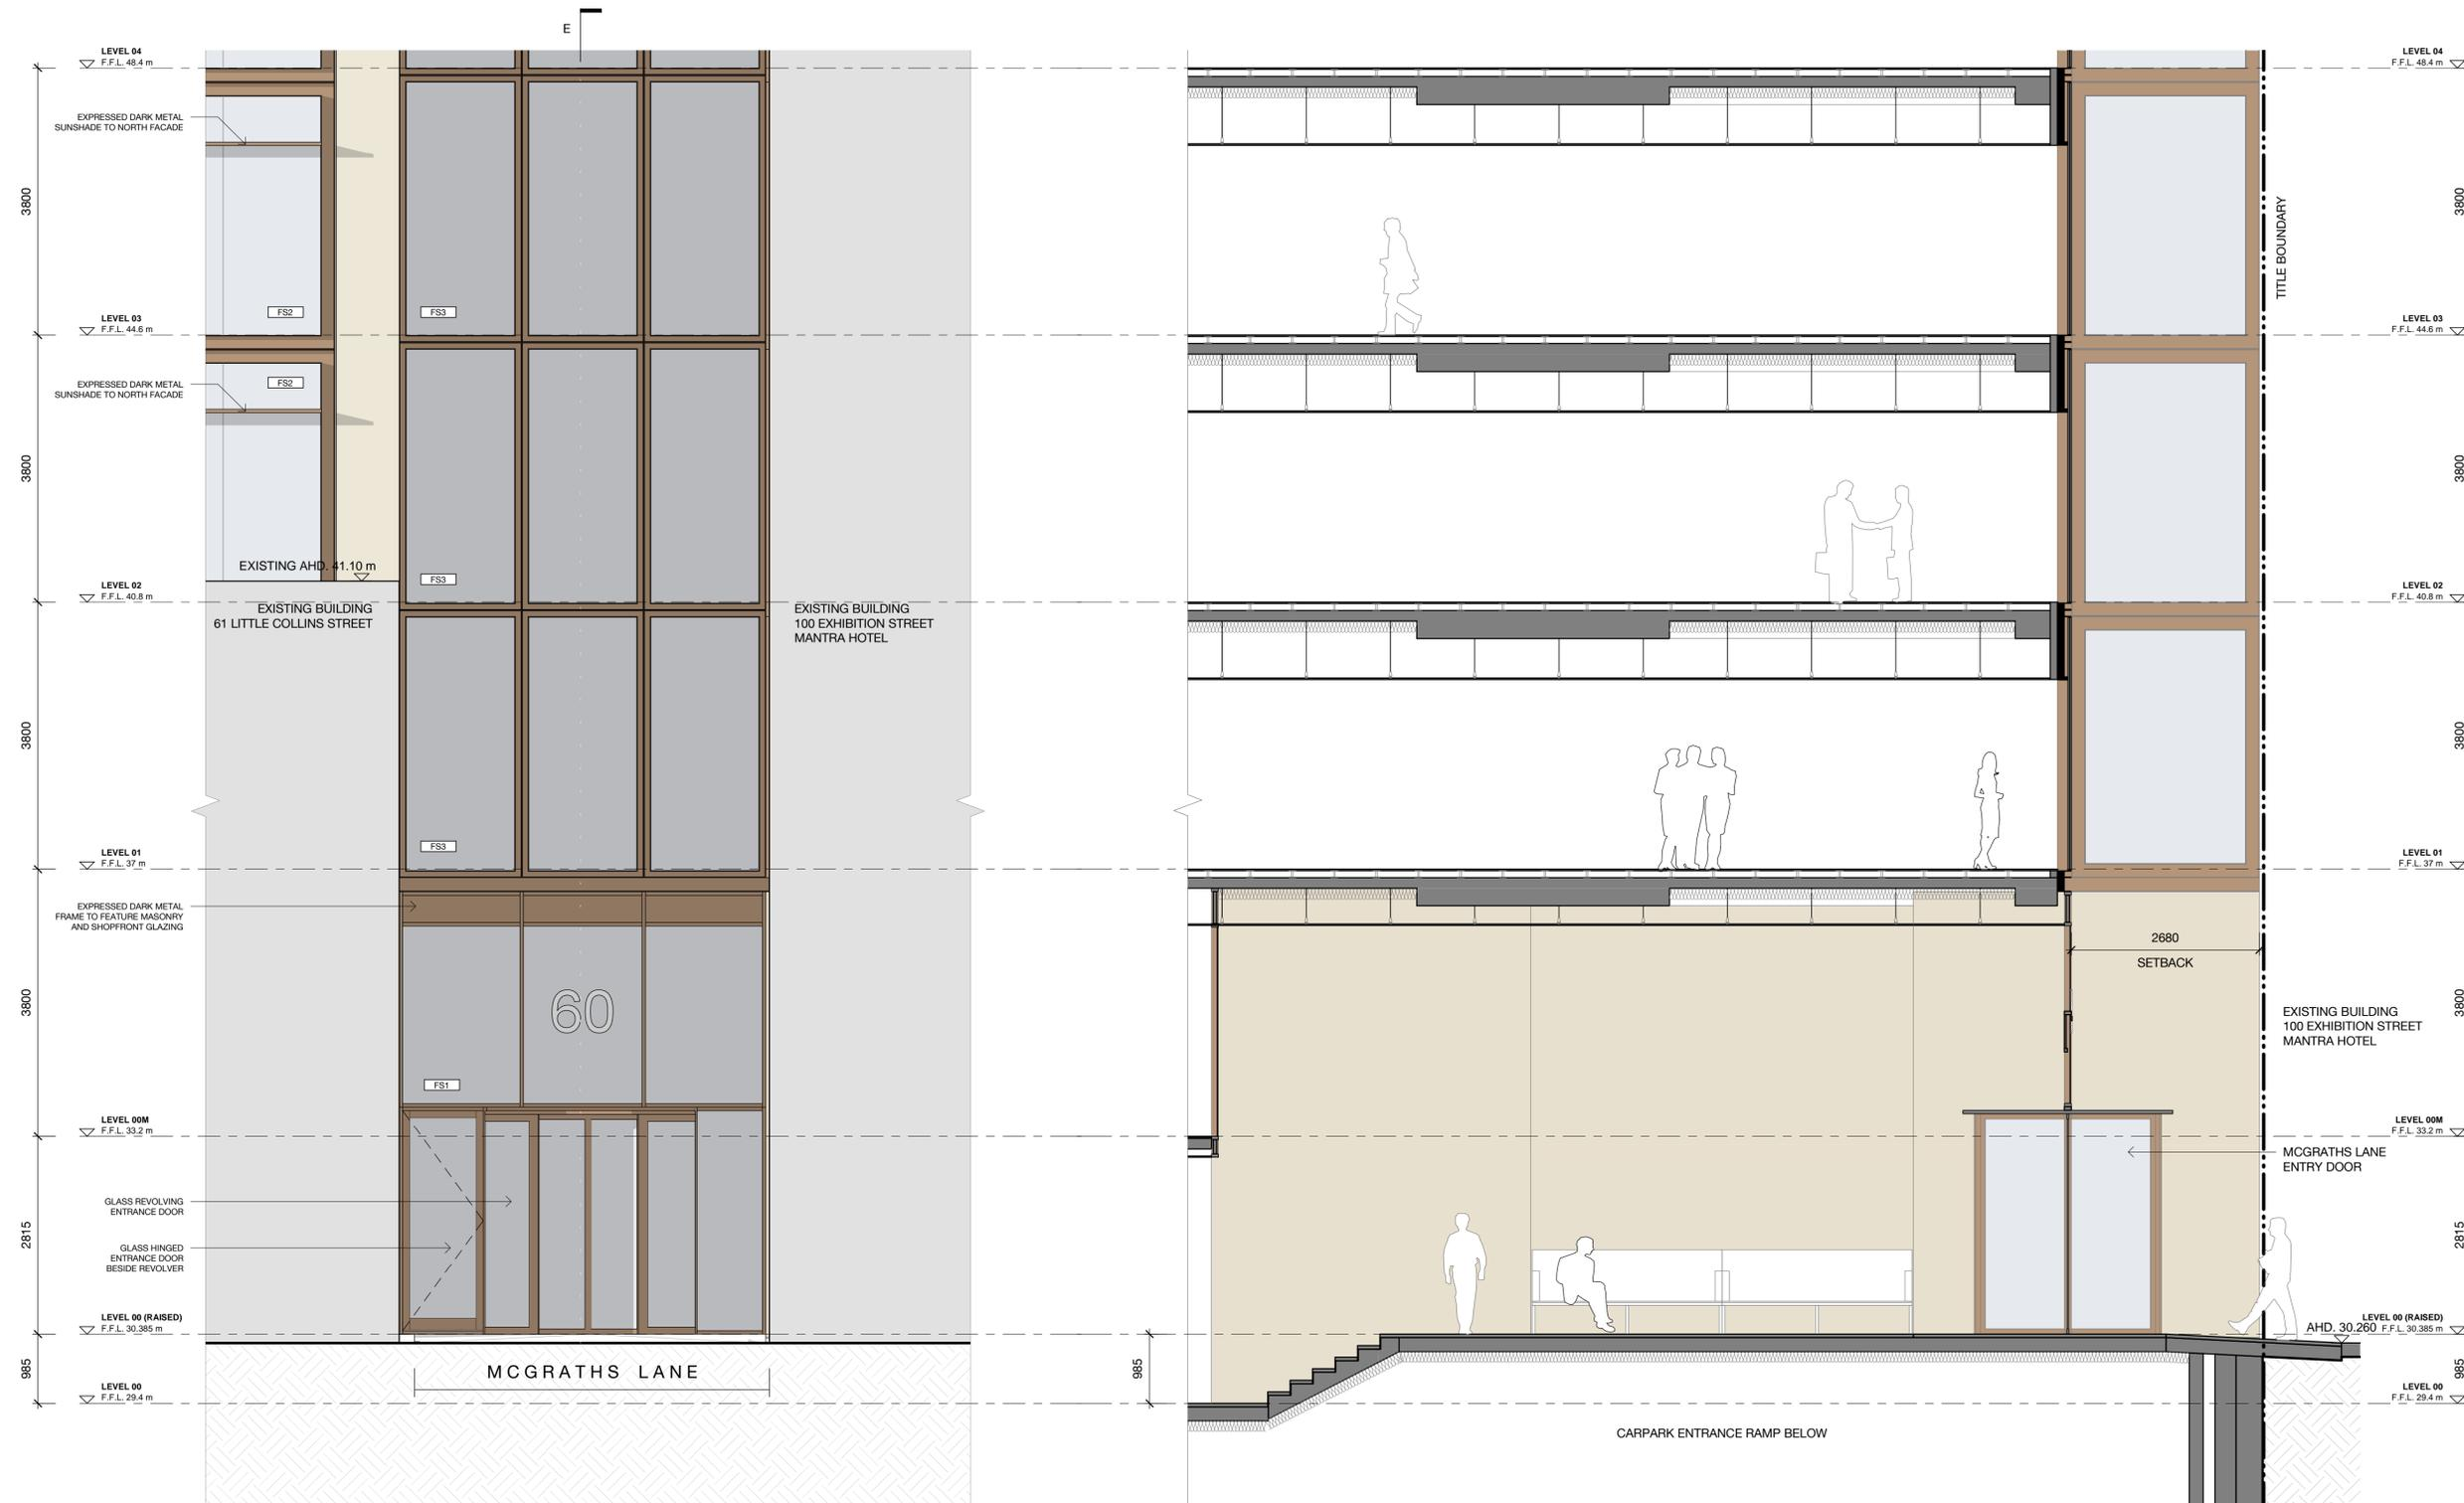 E
LEVEL 04
F.F.L. 48.4 m
EXPRESSED DARK METAL
SUNSHADE TO NORTH FACADE
3800
FS2
FS3
LEVEL 03
F.F.L. 44.6 m
FS2
EXPRESSED DARK METAL
SUNSHADE TO NORTH FACADE
3800
EXISTING AHD. 41.10 m
FS3
LEVEL 02
F.F.L. 40.8 m
EXISTING BUILDING
61 LITTLE COLLINS STREET
EXISTING BUILDING
100 EXHIBITION STREET
MANTRA HOTEL
3800
FS3
LEVEL 01
F.F.L. 37 m
EXPRESSED DARK METAL
FRAME TO FEATURE MASONRY
AND SHOPFRONT GLAZING
3800
60
FS1
LEVEL 00M
F.F.L. 33.2 m
GLASS REVOLVING
ENTRANCE DOOR
2815
GLASS HINGED
ENTRANCE DOOR
BESIDE REVOLVER
LEVEL 00 (RAISED)
F.F.L. 30.385 m
985
MCGRATHS LANE
LEVEL 00
F.F.L. 29.4 m
LEVEL 04
F.F.L. 48.4 m
3800
TITLE BOUNDARY
LEVEL 03
F.F.L. 44.6 m
3800
LEVEL 02
F.F.L. 40.8 m
3800
LEVEL 01
F.F.L. 37 m
2680
SETBACK
3800
EXISTING BUILDING
100 EXHIBITION STREET
MANTRA HOTEL
LEVEL 00M
F.F.L. 33.2 m
MCGRATHS LANE
ENTRY DOOR
2815
LEVEL 00 (RAISED)
AHD. 30.260 F.F.L. 30.385 m
985
985
LEVEL 00
F.F.L. 29.4 m
CARPARK ENTRANCE RAMP BELOW